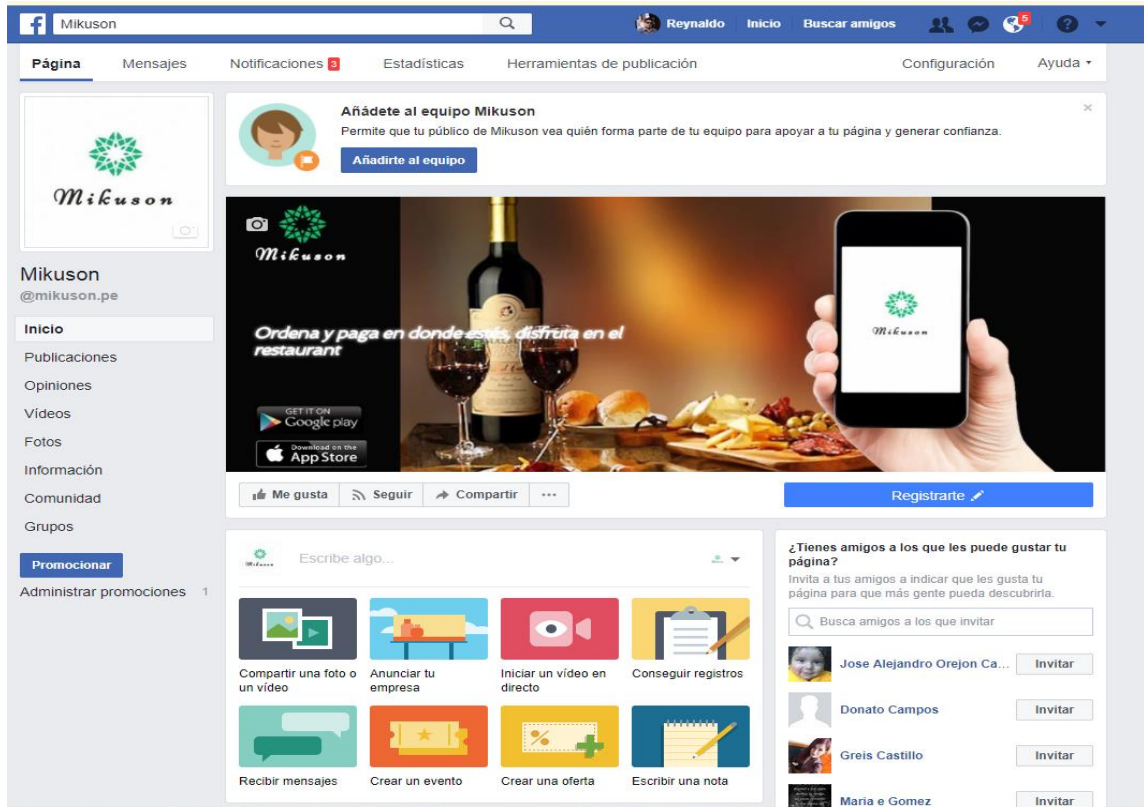 Mikuson
Reynaldo
Inicio
Buscar amigos
5
Página
Mensajes
Notificaciones 3
Estadísticas
Herramientas de publicación
Configuración
Ayuda
Mikuson
Mikuson
@mikuson.pe
Inicio
Publicaciones
Opiniones
Vídeos
Fotos
Información
Comunidad
Grupos
Promocionar
Administrar promociones 1
Añádete al equipo Mikuson
Permite que tu público de Mikuson vea quién forma parte de tu equipo para apoyar a tu página y generar confianza.
Añadirte al equipo
Mikuson
Ordena y paga en donde estés, disfruta en el
restaurant
GET IT ON
Google play
Download on the
App Store
Mikuson
Me gusta
Seguir
Compartir
Registrarte
Mikuson
Escribe algo...
Compartir una foto o
un vídeo
Anunciar tu
empresa
Iniciar un vídeo en
directo
Conseguir registros
Recibir mensajes
Crear un evento
Crear una oferta
Escribir una nota
¿Tienes amigos a los que les puede gustar tu
página?
Invita a tus amigos a indicar que les gusta tu
página para que más gente pueda descubrirla.
Busca amigos a los que invitar
Jose Alejandro Orejon Ca...
Invitar
Donato Campos
Invitar
Greis Castillo
Invitar
Maria e Gomez
Invitar